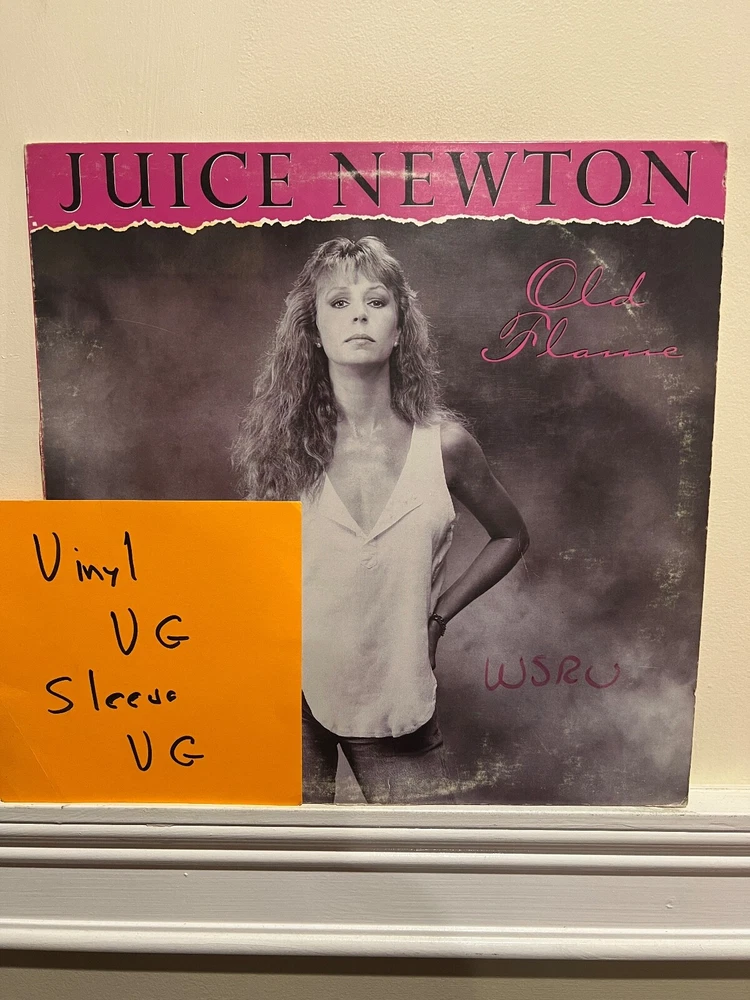 JUICE NEWTON
Old
Flame
WSRU
Vinyl
VG
Sleeve
VG